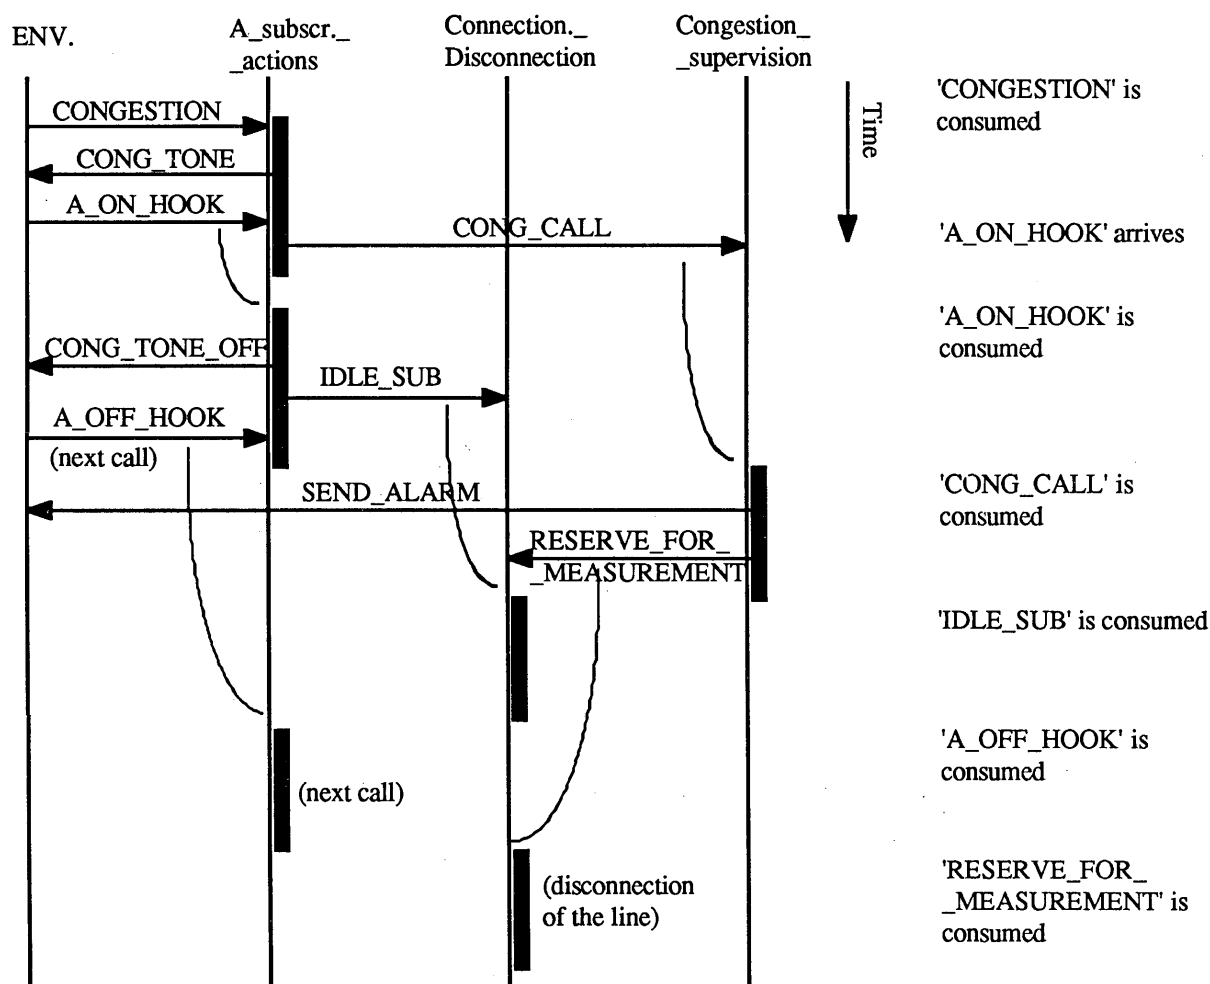 ENV.
A_subscr._
_actions
Connection._
Disconnection
Congestion_
_supervision
CONGESTION
CONG_TONE
A_ON_HOOK
CONG_CALL
Time
'CONGESTION' is
consumed
'A_ON_HOOK' arrives
'A_ON_HOOK' is
consumed
CONG_TONE_OFF
IDLE_SUB
A_OFF_HOOK
(next call)
SEND_ALARM
'CONG_CALL' is
consumed
RESERVE_FOR_
_MEASUREMENT
'IDLE_SUB' is consumed
'A_OFF_HOOK' is
consumed
(next call)
(disconnection
of the line)
'RESERVE_FOR_
_MEASUREMENT' is
consumed